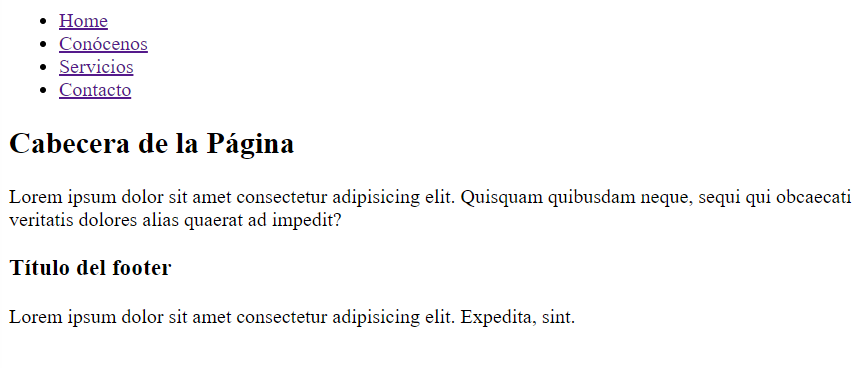 Home
Conócenos
Servicios
Contacto
Cabecera de la Página
Lorem ipsum dolor sit amet consectetur adipisicing elit. Quisquam quibusdam neque, sequi qui obcaecati
veritatis dolores alias quaerat ad impedit?
Título del footer
Lorem ipsum dolor sit amet consectetur adipisicing elit. Expedita, sint.